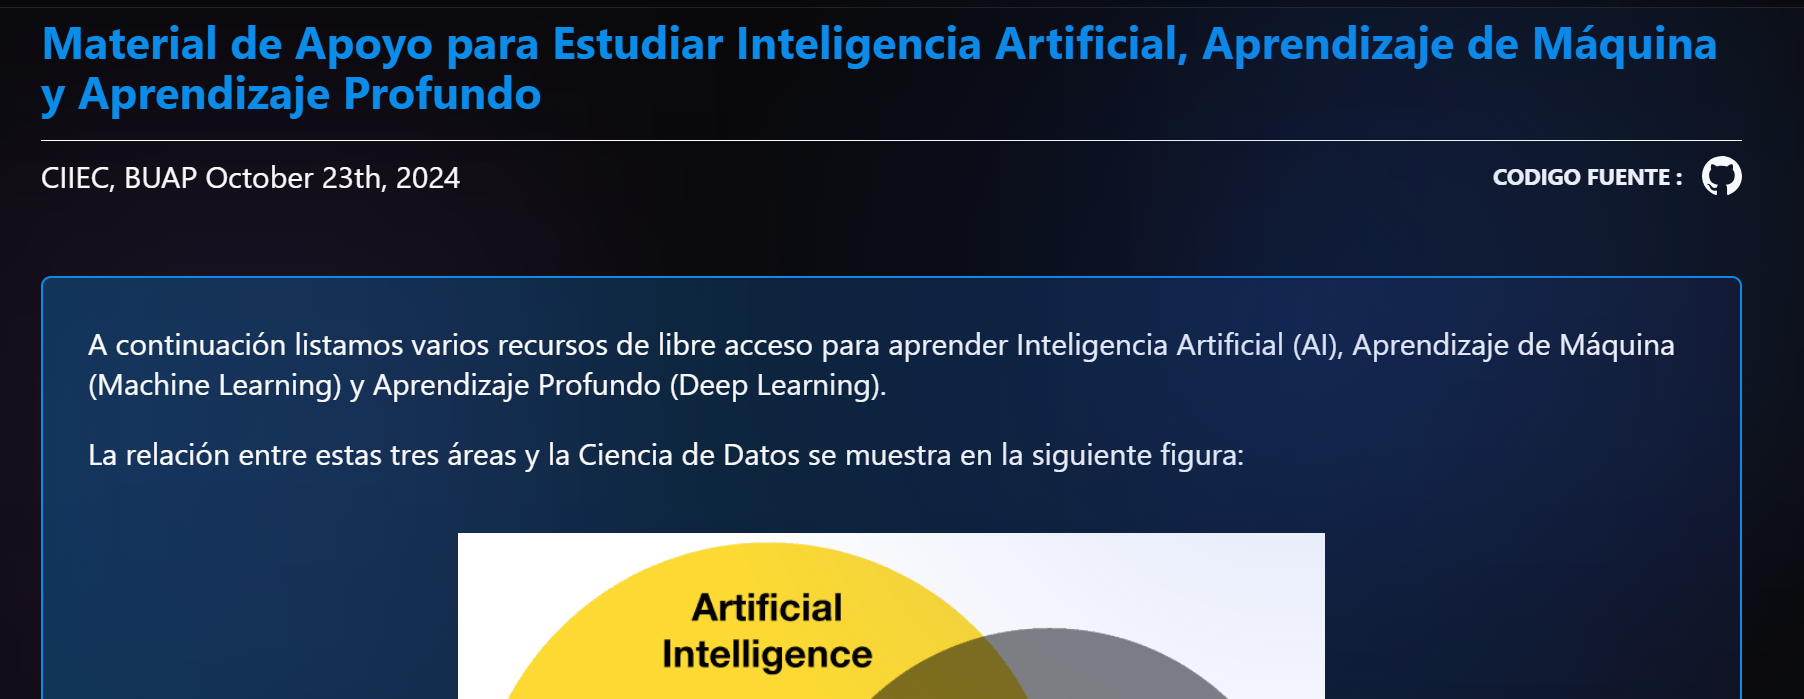 Material de Apoyo para Estudiar Inteligencia Artificial, Aprendizaje de Máquina
y Aprendizaje Profundo
CIIEC, BUAP October 23th, 2024
CODIGO FUENTE :
A continuación listamos varios recursos de libre acceso para aprender Inteligencia Artificial (AI), Aprendizaje de Máquina
(Machine Learning) y Aprendizaje Profundo (Deep Learning).
La relación entre estas tres áreas y la Ciencia de Datos se muestra en la siguiente figura:
Artificial
Intelligence